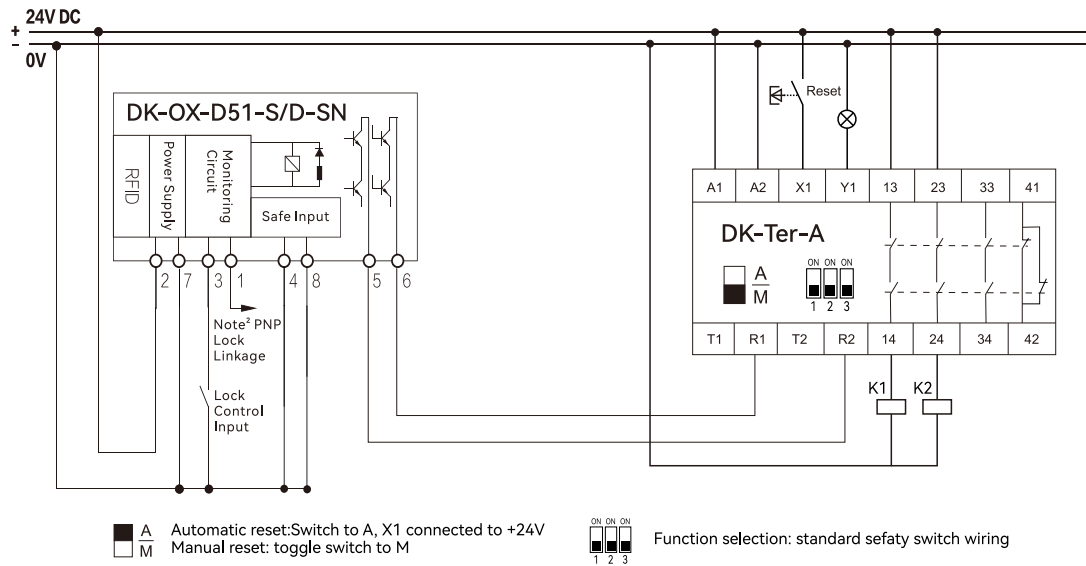 24V DC
+
−
0V
DK-OX-D51-S/D-SN
RFID
Power Supply
Monitoring
Circuit
Safe Input
2 7 3 1 4 8 5 6
Note² PNP
Lock
Linkage
Lock
Control
Input
Reset
A1 A2 X1 Y1 13 23 33 41
DK-Ter-A
A
M
ON ON ON
1 2 3
T1 R1 T2 R2 14 24 34 42
K1 K2
A
M
Automatic reset:Switch to A, X1 connected to +24V
Manual reset: toggle switch to M
ON ON ON
1 2 3
Function selection: standard sefaty switch wiring